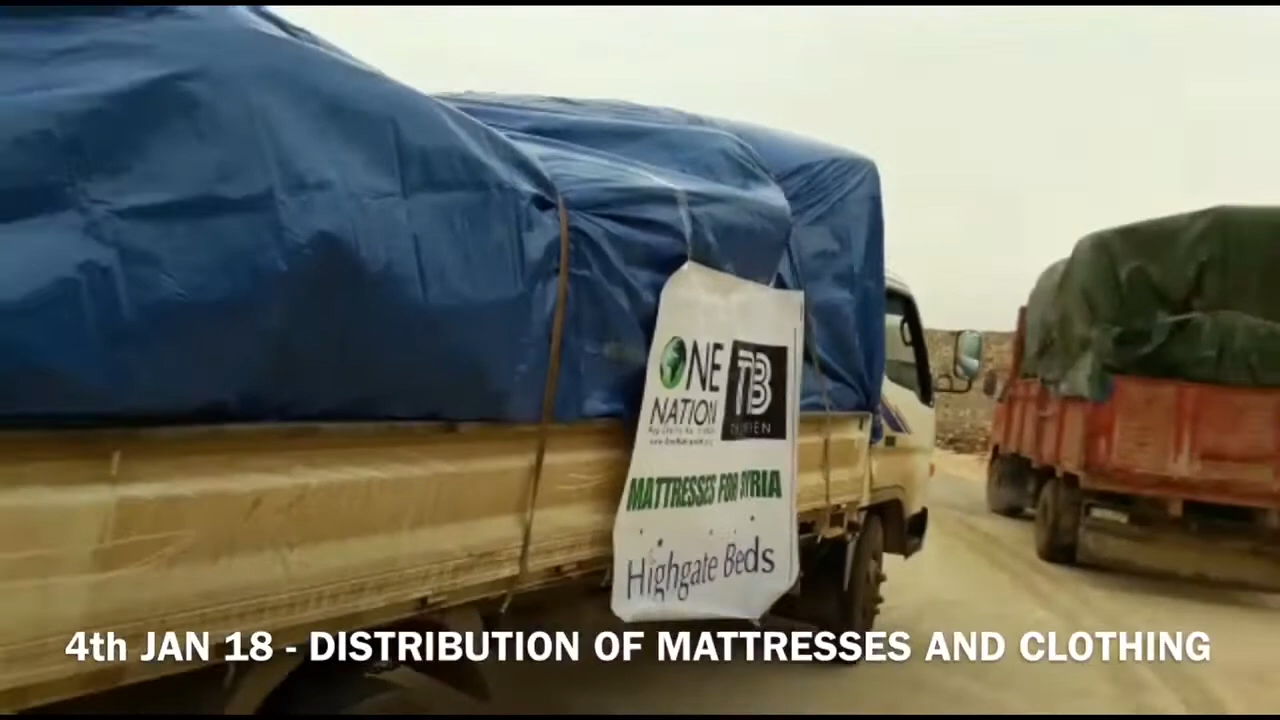 ONE
NATION
TB
MATTRESSES FOR SYRIA
Highgate Beds
4th JAN 18 - DISTRIBUTION OF MATTRESSES AND CLOTHING